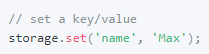 // set a key/value
storage.set('name', 'Max');